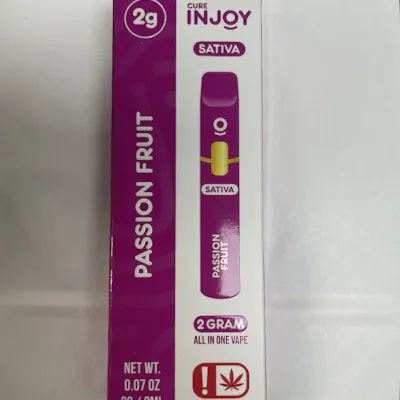 2g
PASSION FRUIT
NET WT.
0.07 OZ
CURE
INJOY
SATIVA
SATIVA
PASSION
FRUIT
2 GRAM
ALL IN ONE VAPE
!